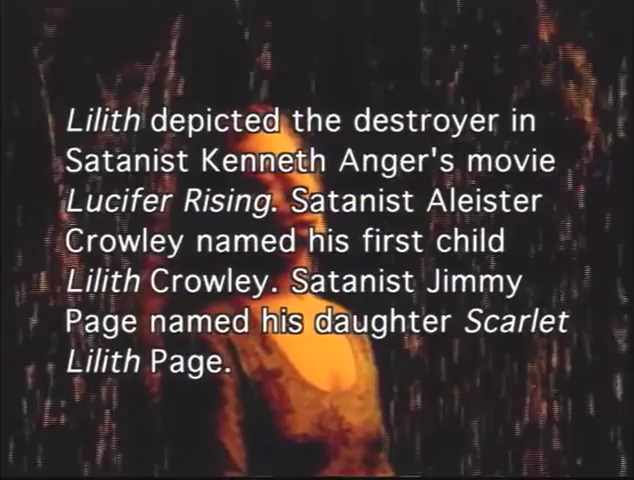 Lilith depicted the destroyer in
Satanist Kenneth Anger's movie
Lucifer Rising. Satanist Aleister
Crowley named his first child
Lilith Crowley. Satanist Jimmy
Page named his daughter Scarlet
Lilith Page.